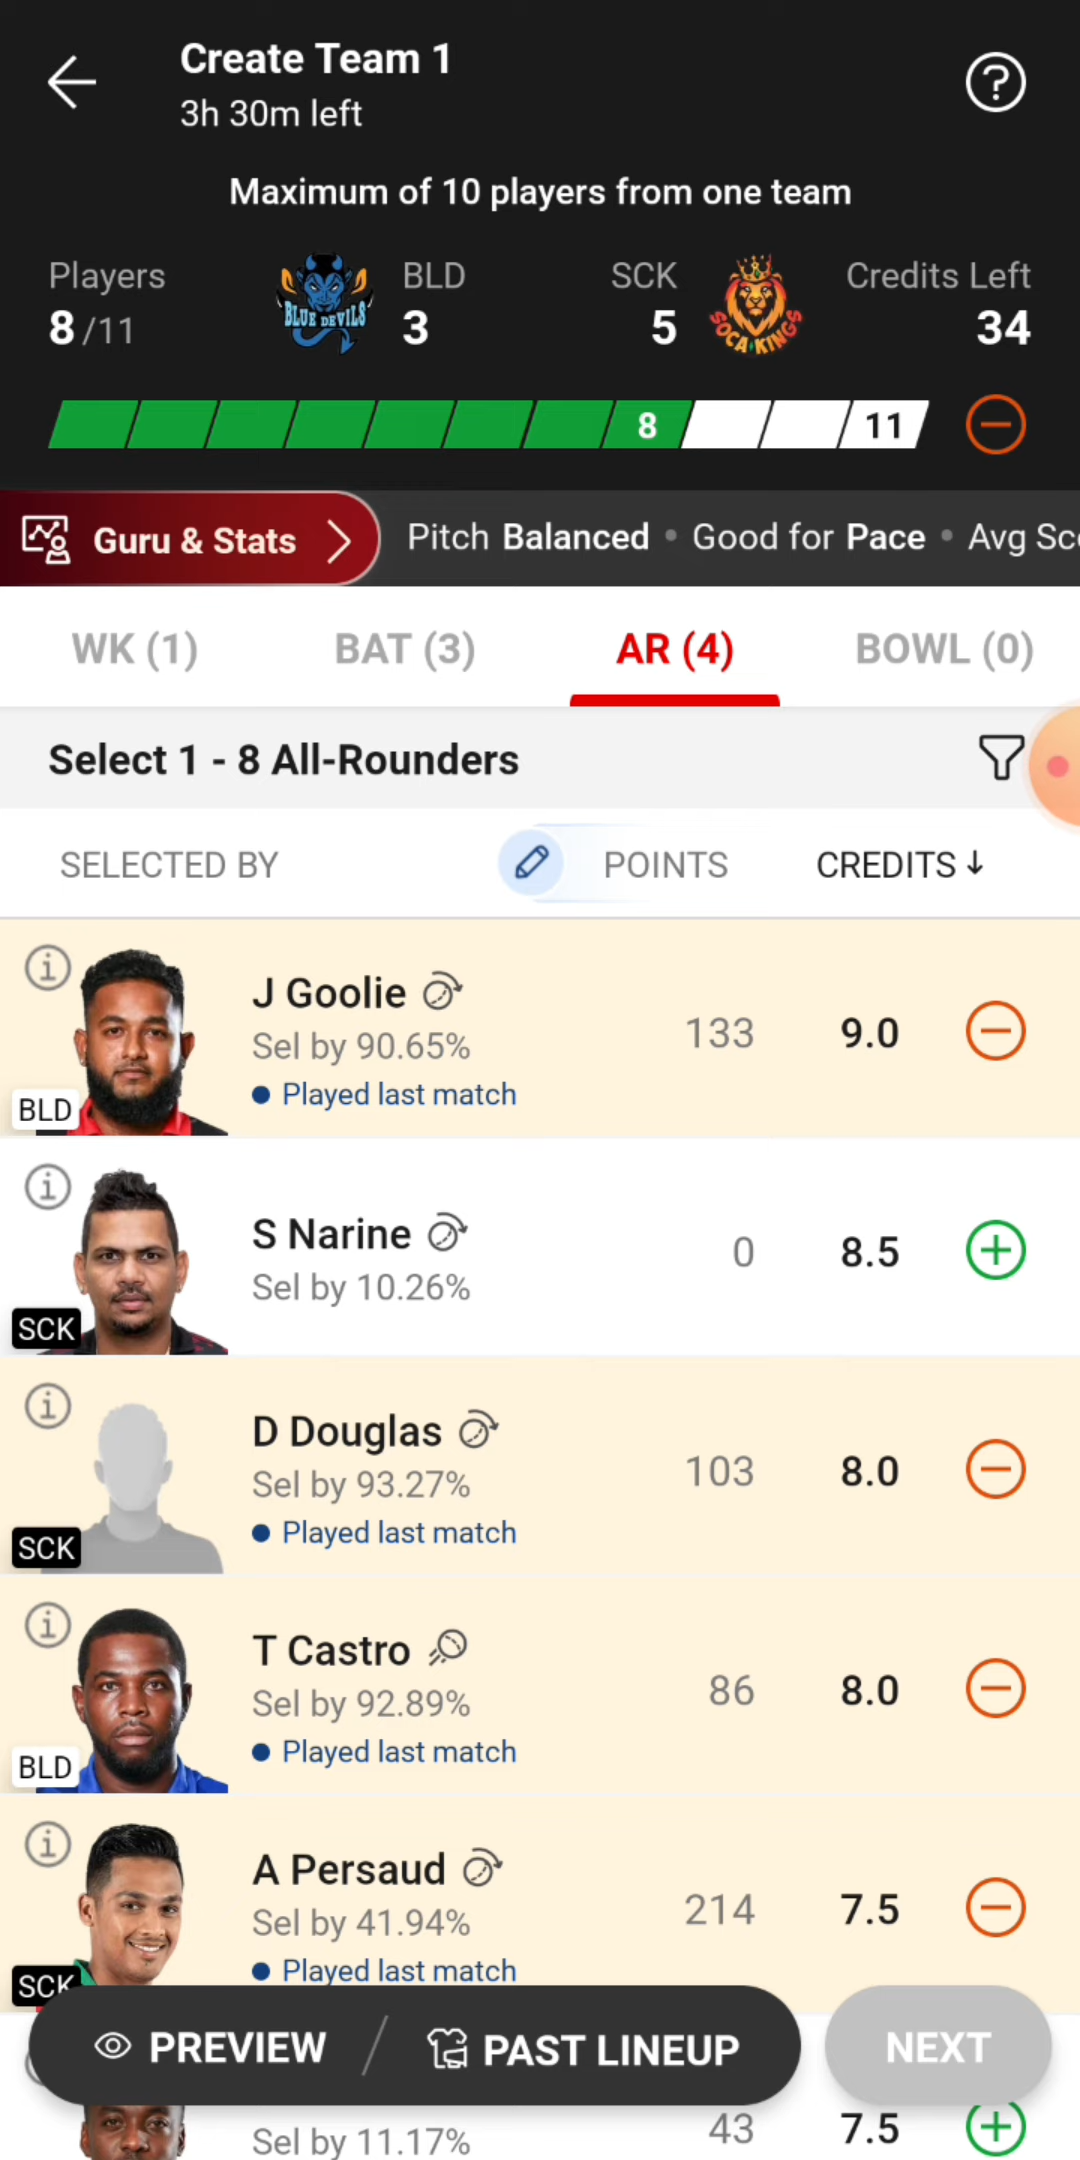 Create Team 1
3h 30m left
Maximum of 10 players from one team
Players
8/11
BLUE DEVILS
BLD
3
SCK
5
SOCA KINGS
Credits Left
34
8
11
Guru & Stats
Pitch Balanced • Good for Pace • Avg Sc
WK (1)
BAT (3)
AR (4)
BOWL (0)
Select 1 - 8 All-Rounders
SELECTED BY
POINTS
CREDITS ↓
J Goolie
Sel by 90.65%
• Played last match
BLD
133
9.0
S Narine
Sel by 10.26%
SCK
0
8.5
D Douglas
Sel by 93.27%
• Played last match
SCK
103
8.0
T Castro
Sel by 92.89%
• Played last match
BLD
86
8.0
A Persaud
Sel by 41.94%
• Played last match
SCK
214
7.5
PREVIEW / PAST LINEUP
NEXT
Sel by 11.17%
43
7.5